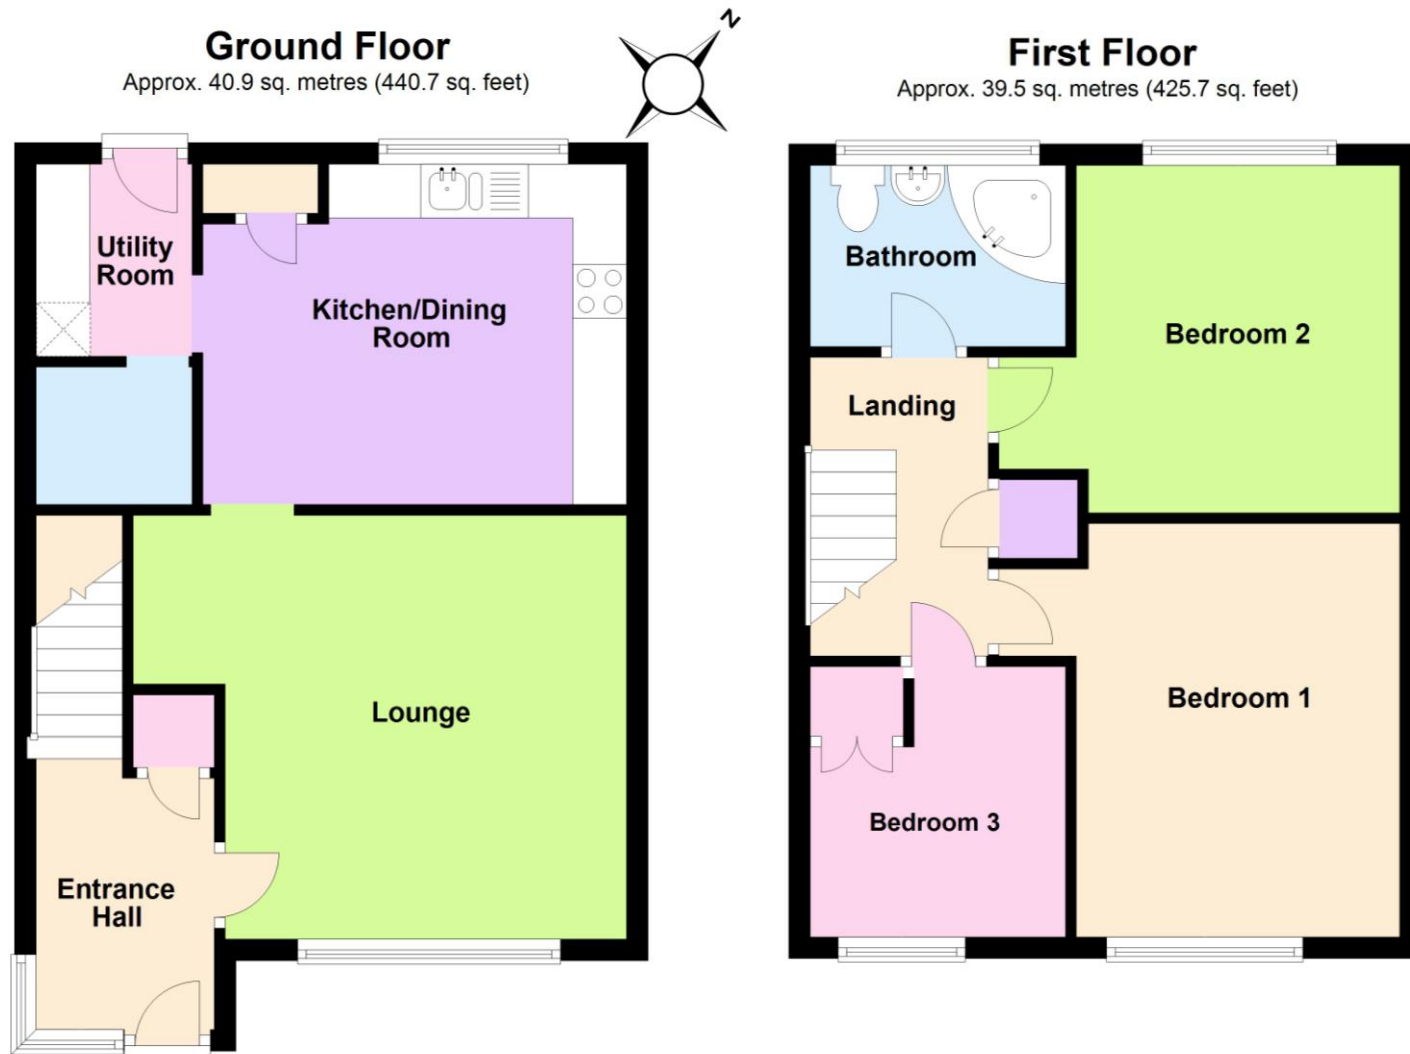 Ground Floor
Approx. 40.9 sq. metres (440.7 sq. feet)
N
First Floor
Approx. 39.5 sq. metres (425.7 sq. feet)
Utility
Room
Kitchen/Dining
Room
Lounge
Entrance
Hall
Bathroom
Bedroom 2
Landing
Bedroom 1
Bedroom 3